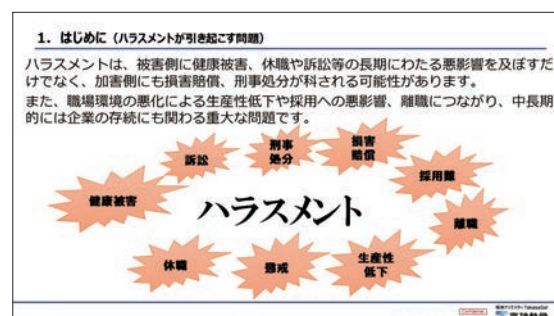 1. はじめに（ハラスメントが引き起こす問題）
ハラスメントは、被害側に健康被害、休職や訴訟等の長期にわたる悪影響を及ぼすだ
けでなく、加害側にも損害賠償、刑事処分が科される可能性があります。
また、職場環境の悪化による生産性低下や採用への悪影響、離職につながり、中長期
的には企業の存続にも関わる重大な問題です。
健康被害
訴訟
刑事
処分
損害
賠償
採用難
離職
ハラスメント
休職
懲戒
生産性
低下